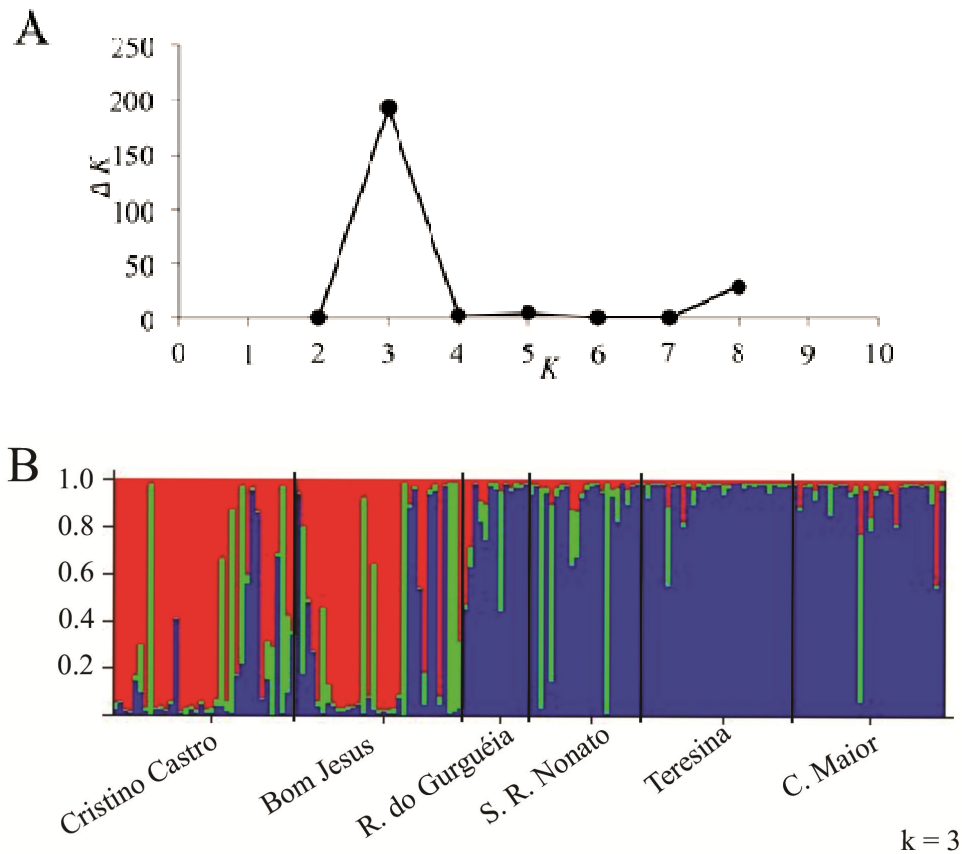 A
250
200
150
100
50
0
Δ K
0 1 2 3 4 5 6 7 8 9 10
K
B
1.0
0.8
0.6
0.4
0.2
Cristino Castro
Bom Jesus
R. do Gurguéia
S. R. Nonato
Teresina
C. Maior
k = 3